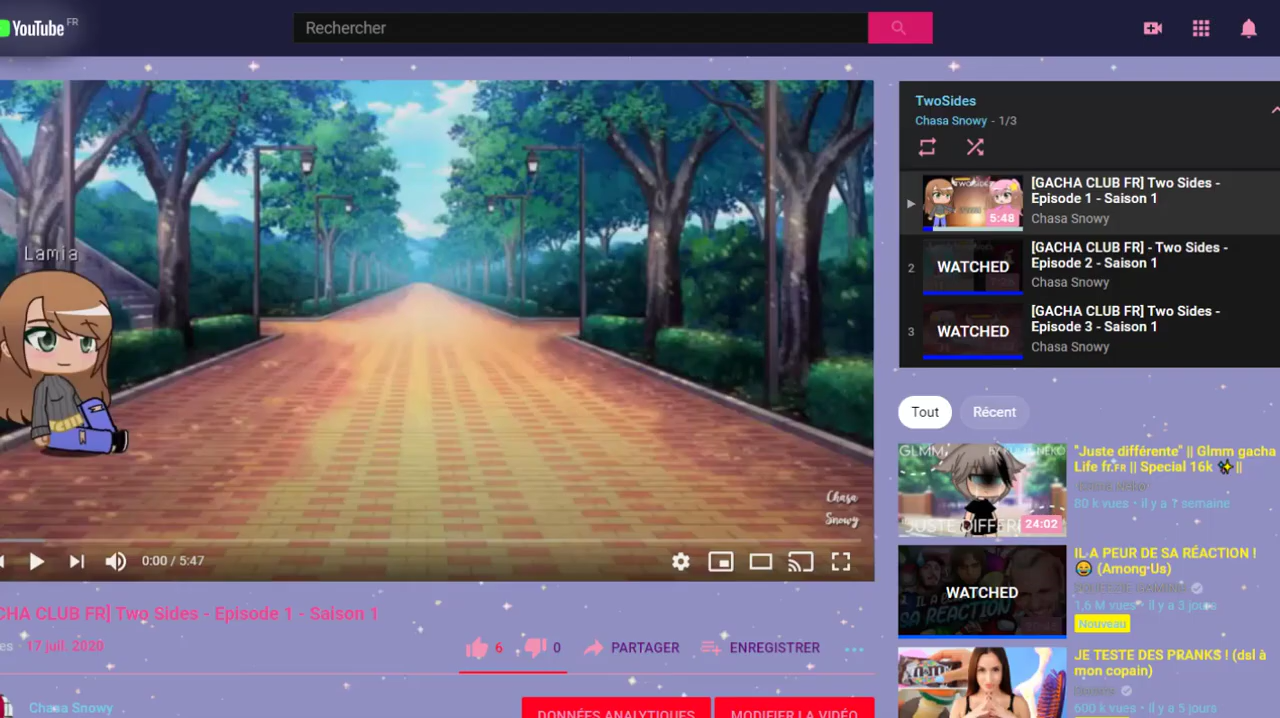 YouTube FR
Rechercher
TwoSides
Chasa Snowy - 1/3
[GACHA CLUB FR] Two Sides -
Episode 1 - Saison 1
Chasa Snowy
5:48
2
WATCHED
[GACHA CLUB FR] - Two Sides -
Episode 2 - Saison 1
Chasa Snowy
3
WATCHED
[GACHA CLUB FR] Two Sides -
Episode 3 - Saison 1
Chasa Snowy
Lamia
Chasa
Snowy
0:00 / 5:47
CHA CLUB FR] Two Sides - Episode 1 - Saison 1
es • 17 juil. 2020
6
0
PARTAGER
ENREGISTRER
Chasa Snowy
DONNÉES ANALYTIQUES
MODIFIER LA VIDÉO
Tout
Récent
GLMM
24:02
"Juste différente" || Glmm gacha
Life fr.FR || Special 16k ✨ ||
80 k vues • il y a 1 semaine
WATCHED
IL A PEUR DE SA RÉACTION !
😂 (Among Us)
1,6 M vues • il y a 3 jours
Nouveau
JE TESTE DES PRANKS ! (dsl à
mon copain)
600 k vues • il y a 5 jours